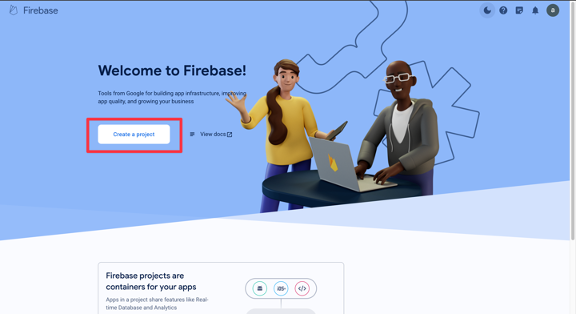 Firebase
Welcome to Firebase!
Tools from Google for building app infrastructure, improving
app quality, and growing your business
Create a project
View docs
Firebase projects are
containers for your apps
Apps in a project share features like Real-
time Database and Analytics
iOS+